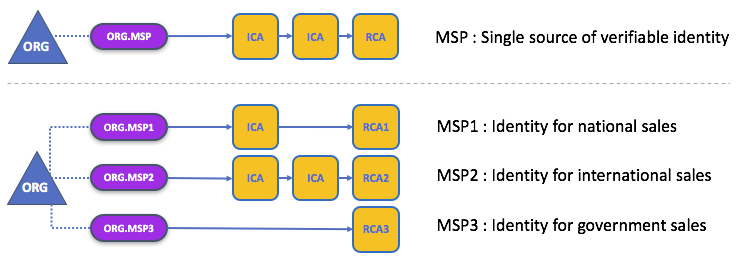 ORG ORG.MSP ICA ICA RCA MSP : Single source of verifiable identity
ORG.MSP1 ICA RCA1 MSP1 : Identity for national sales
ORG ORG.MSP2 ICA ICA RCA2 MSP2 : Identity for international sales
ORG.MSP3 RCA3 MSP3 : Identity for government sales